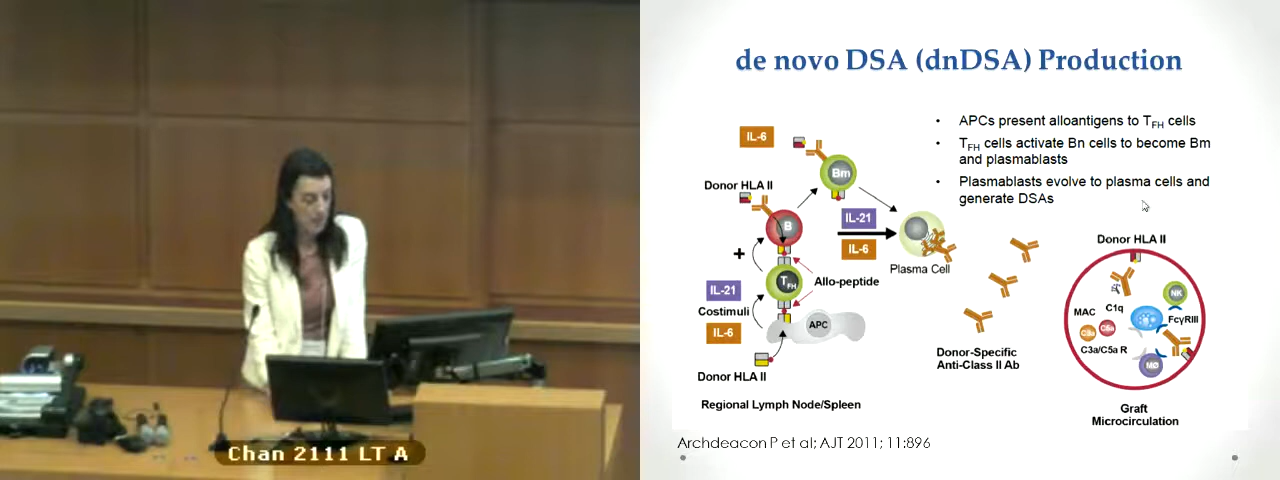 de novo DSA (dnDSA) Production
• APCs present alloantigens to TFH cells
• TFH cells activate Bn cells to become Bm
and plasmablasts
• Plasmablasts evolve to plasma cells and
generate DSAs
IL-6
Bm
Donor HLA II
B
IL-21
IL-6
Plasma Cell
+
TFH
Allo-peptide
IL-21
Costimuli
IL-6
APC
Donor HLA II
Regional Lymph Node/Spleen
Donor-Specific
Anti-Class II Ab
Donor HLA II
NK
MAC
C1q
FcγRIII
C3a
C5a
C3a/C5a R
MØ
Graft
Microcirculation
Archdeacon P et al; AJT 2011; 11:896
Chan 2111 LT A